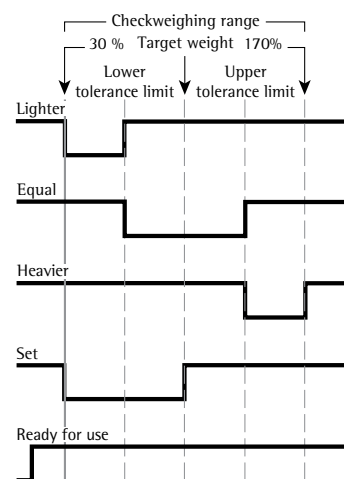 Checkweighing range
30 % Target weight 170%
Lower tolerance limit
Upper tolerance limit
Lighter
Equal
Heavier
Set
Ready for use